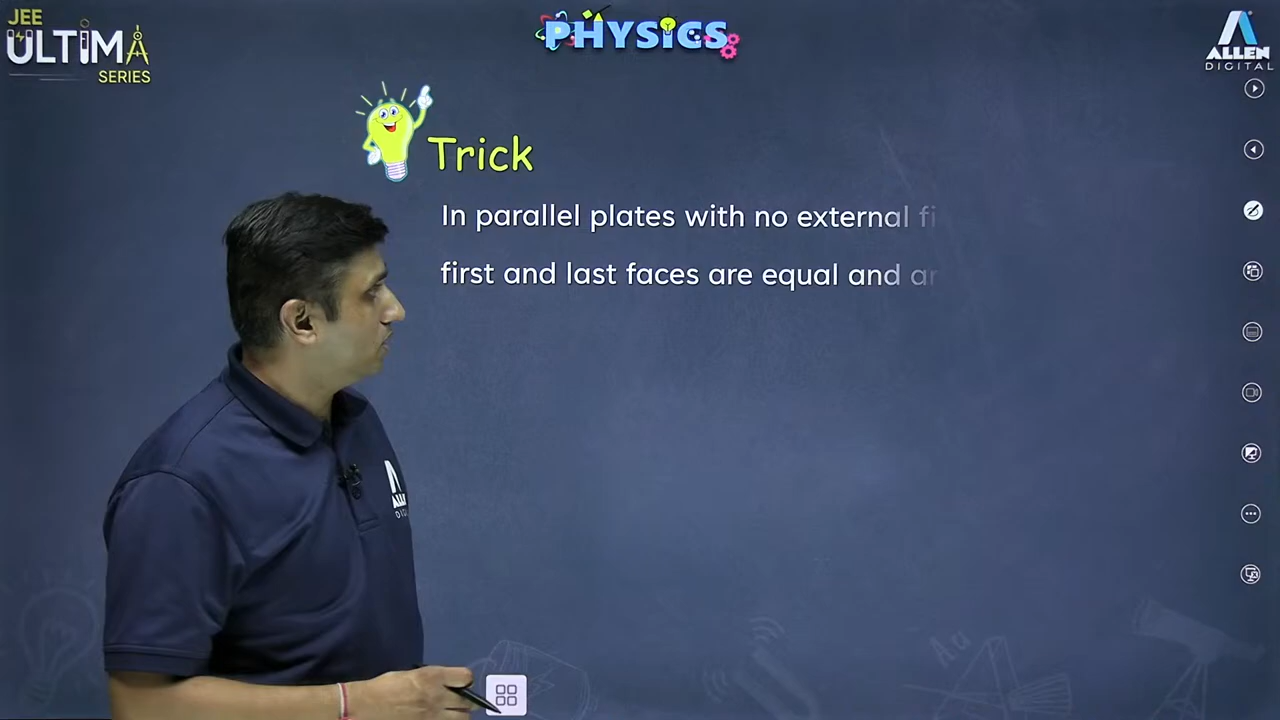 JEE
ULTIMA
SERIES
PHYSICS
ALLEN
DIGITAL
Trick
In parallel plates with no external
first and last faces are equal and
ALLE